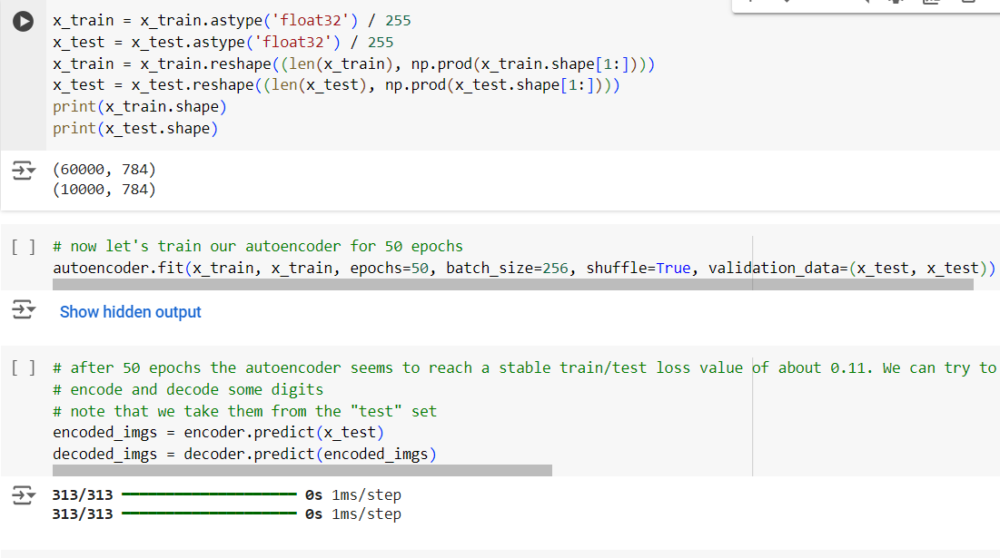 x_train = x_train.astype('float32') / 255
x_test = x_test.astype('float32') / 255
x_train = x_train.reshape((len(x_train), np.prod(x_train.shape[1:])))
x_test = x_test.reshape((len(x_test), np.prod(x_test.shape[1:])))
print(x_train.shape)
print(x_test.shape)
(60000, 784)
(10000, 784)
[ ] # now let's train our autoencoder for 50 epochs
autoencoder.fit(x_train, x_train, epochs=50, batch_size=256, shuffle=True, validation_data=(x_test, x_test))
Show hidden output
[ ] # after 50 epochs the autoencoder seems to reach a stable train/test loss value of about 0.11. We can try to
# encode and decode some digits
# note that we take them from the "test" set
encoded_imgs = encoder.predict(x_test)
decoded_imgs = decoder.predict(encoded_imgs)
313/313 ━━━━━━━━━━━━━━━━━━━━ 0s 1ms/step
313/313 ━━━━━━━━━━━━━━━━━━━━ 0s 1ms/step